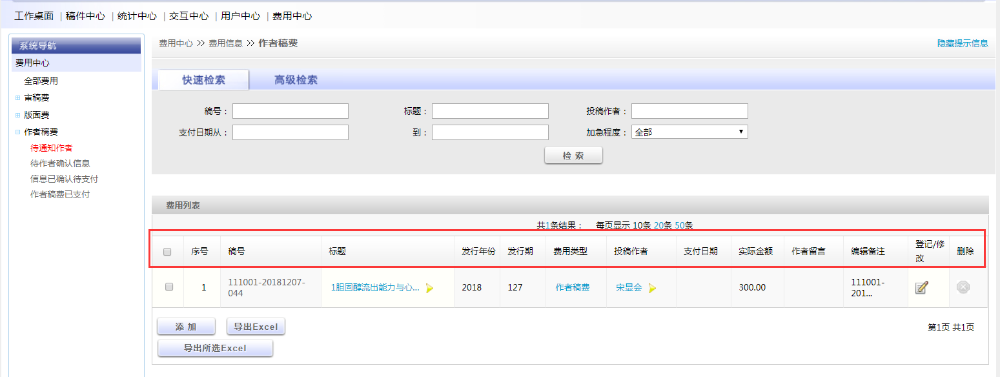 工作桌面 | 稿件中心 | 统计中心 | 交互中心 | 用户中心 | 费用中心
系统导航
费用中心
全部费用
审稿费
版面费
作者稿费
待通知作者
待作者确认信息
信息已确认待支付
作者稿费已支付
费用中心 >> 费用信息 >> 作者稿费
隐藏提示信息
快速检索 高级检索
稿号： 标题： 投稿作者：
支付日期从： 到： 加急程度： 全部
检 索
费用列表
共1条结果： 每页显示 10条 20条 50条
序号 稿号 标题 发行年份 发行期 费用类型 投稿作者 支付日期 实际金额 作者留言 编辑备注 登记/修改 删除
1 111001-20181207-044 1胆固醇流出能力与心... 2018 127 作者稿费 宋显会 300.00 111001-201...
添 加 导出Excel
第1页 共1页
导出所选Excel